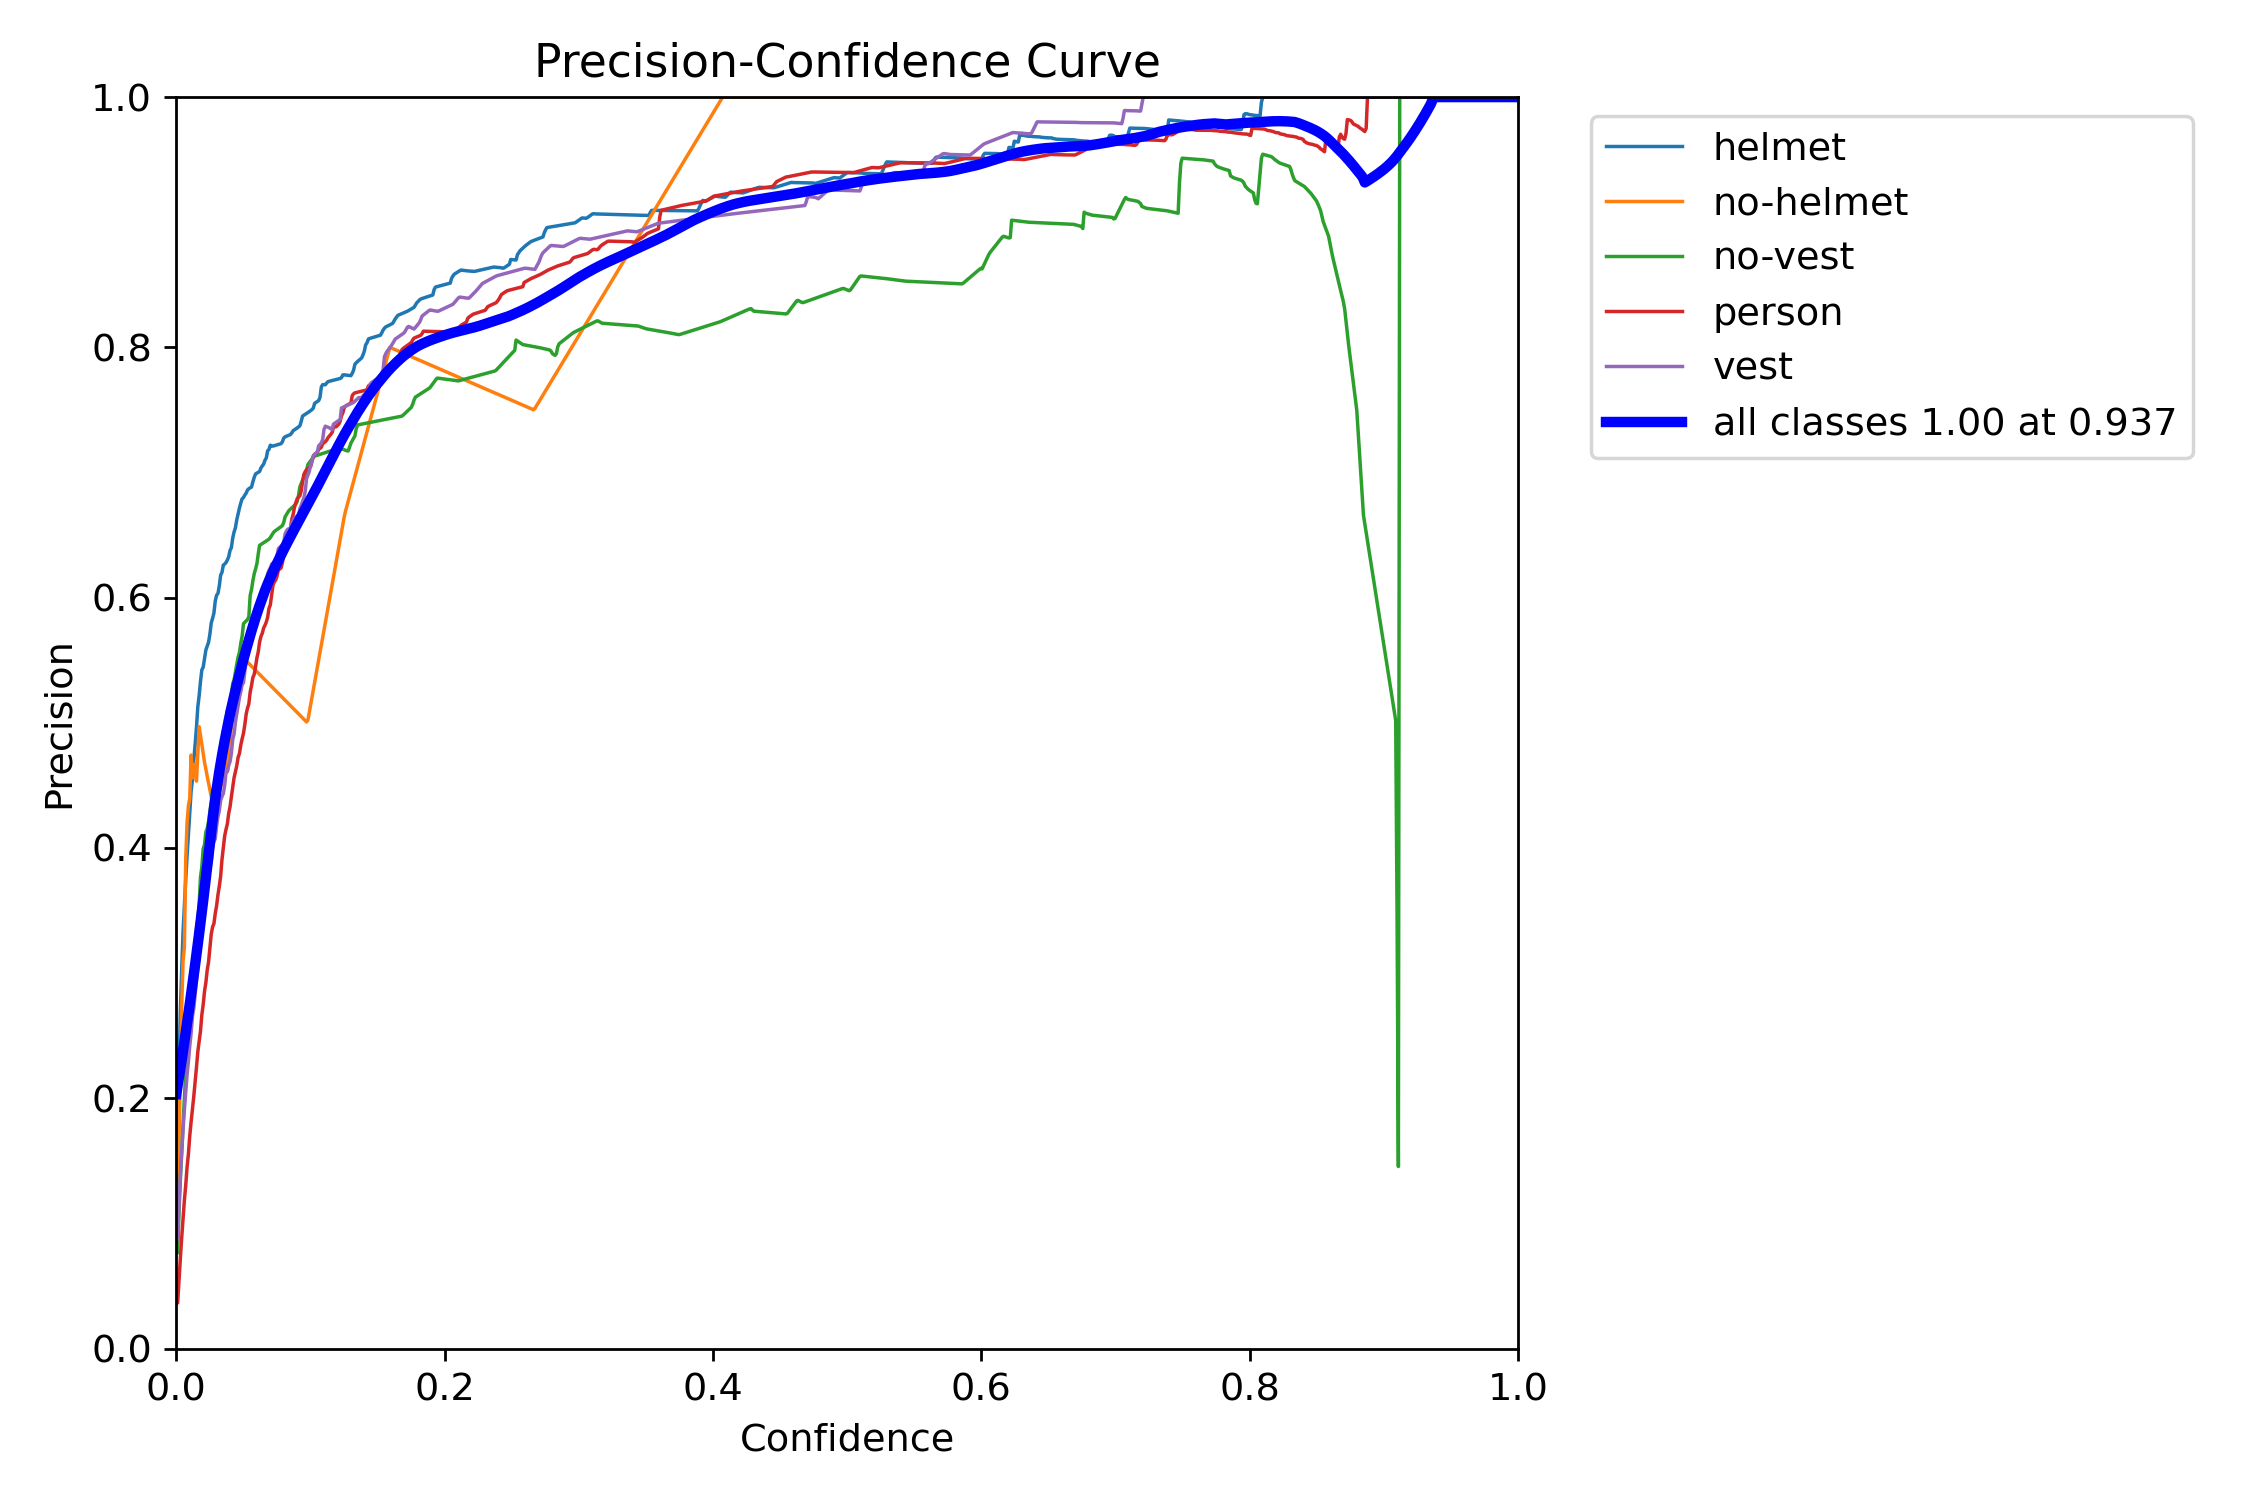 Precision-Confidence Curve
1.0
0.8
0.6
0.4
0.2
0.0
Precision
0.0 0.2 0.4 0.6 0.8 1.0
Confidence
helmet
no-helmet
no-vest
person
vest
all classes 1.00 at 0.937